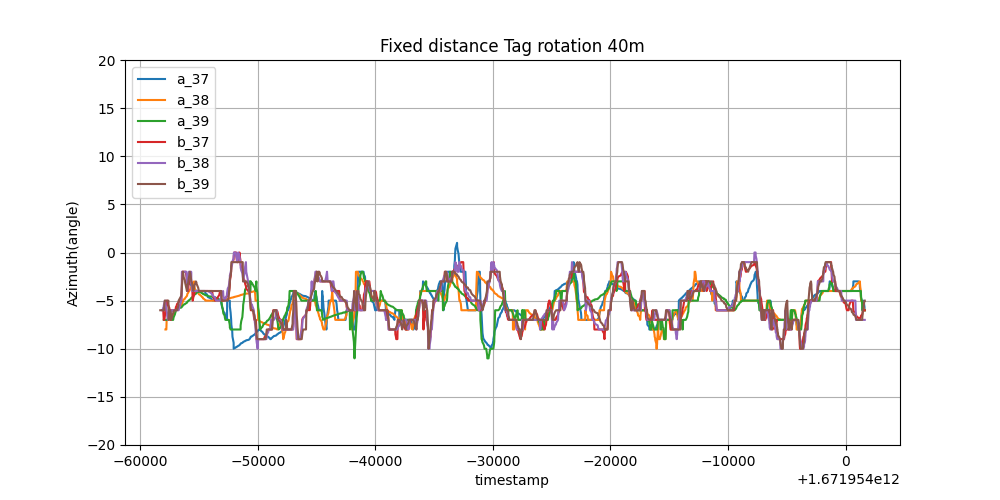 Fixed distance Tag rotation 40m
20
15
10
5
0
−5
−10
−15
−20
Azimuth(angle)
a_37
a_38
a_39
b_37
b_38
b_39
−60000 −50000 −40000 −30000 −20000 −10000 0
timestamp
+1.671954e12